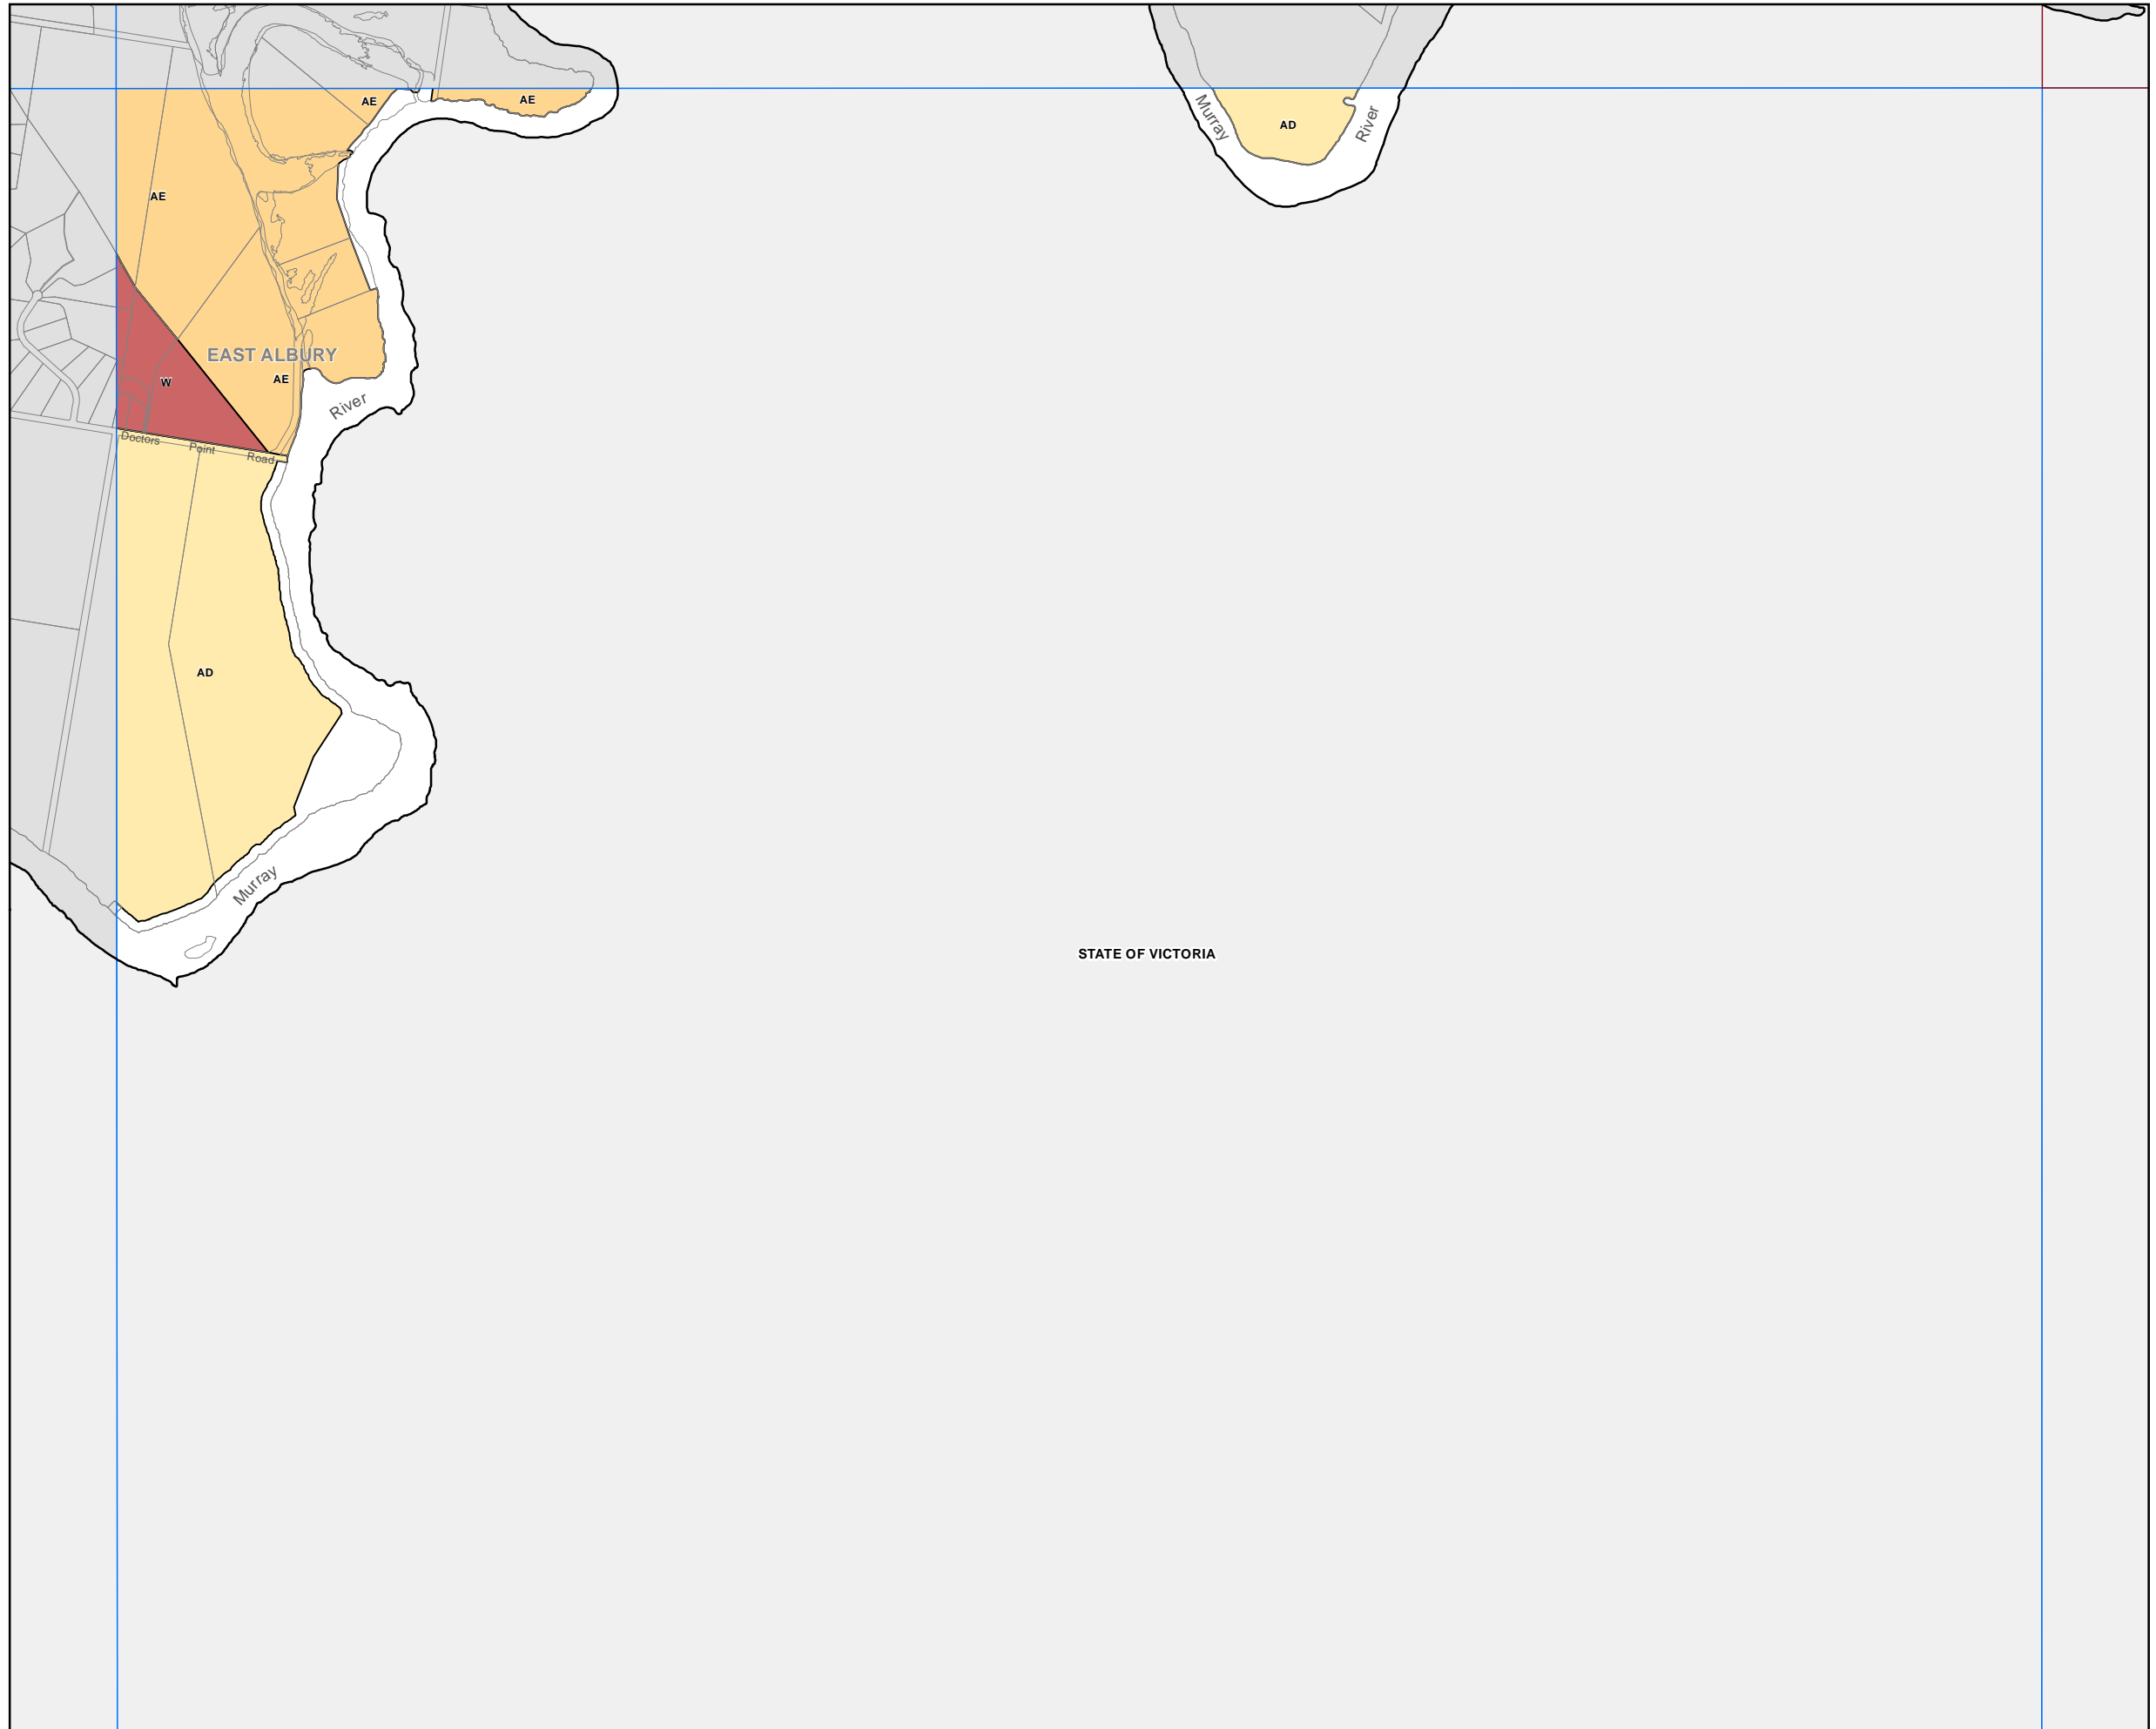 AE
AE
AD
Murray
River
AE
EAST ALBURY
AE
W
River
Doctors Point Road
AD
Murray
STATE OF VICTORIA